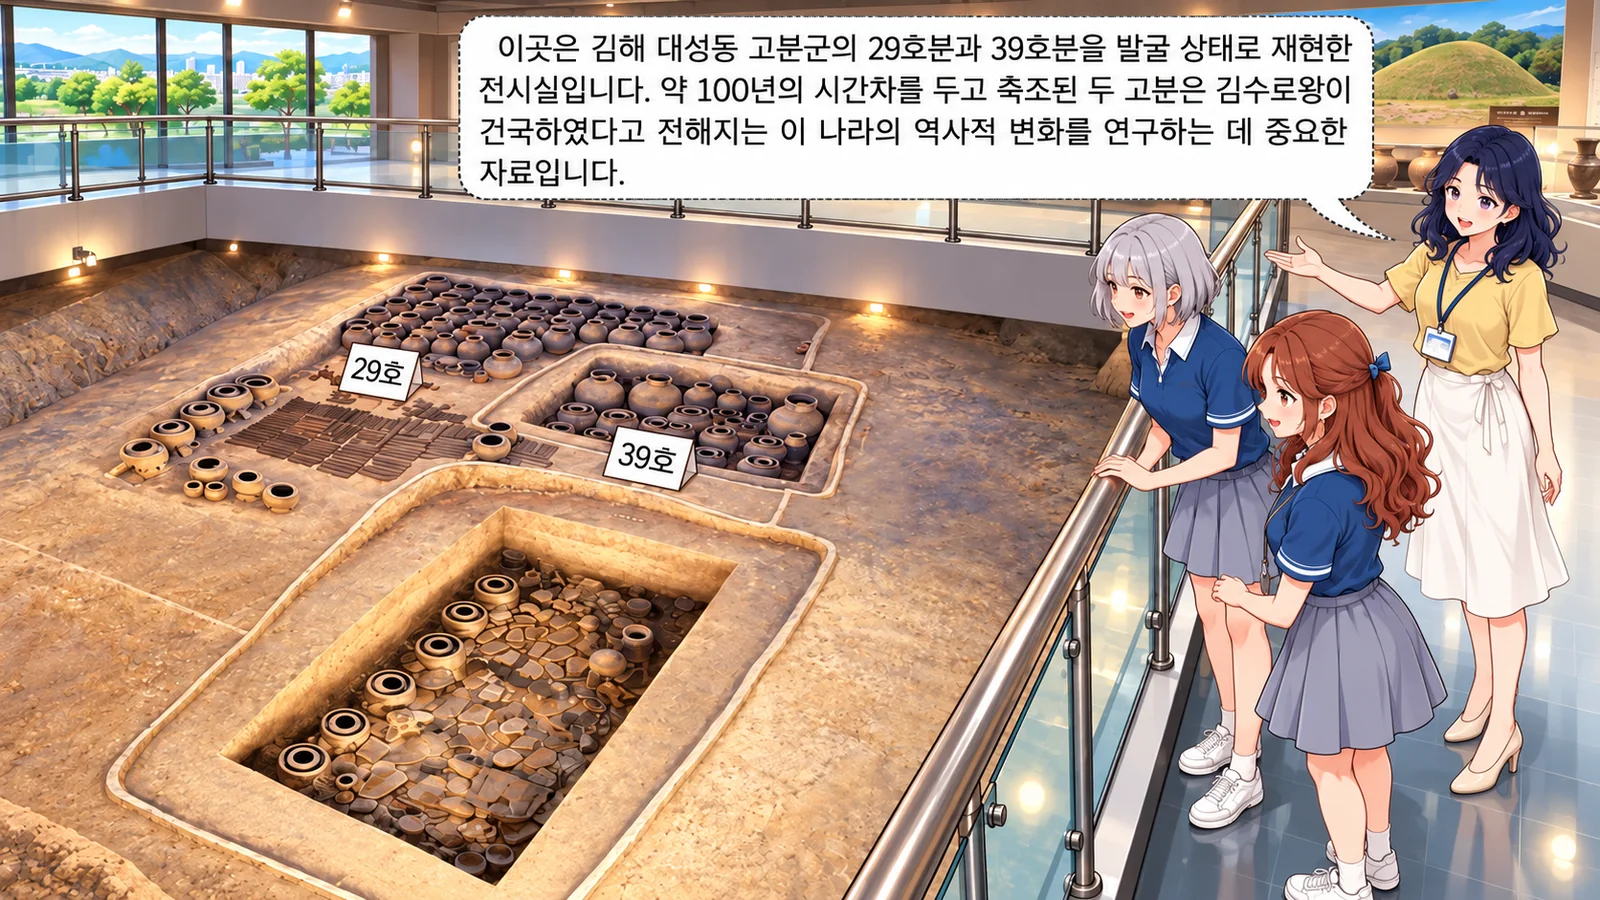 이곳은 김해 대성동 고분군의 29호분과 39호분을 발굴 상태로 재현한
전시실입니다. 약 100년의 시간차를 두고 축조된 두 고분은 김수로왕이
건국하였다고 전해지는 이 나라의 역사적 변화를 연구하는 데 중요한
자료입니다.
29호
39호